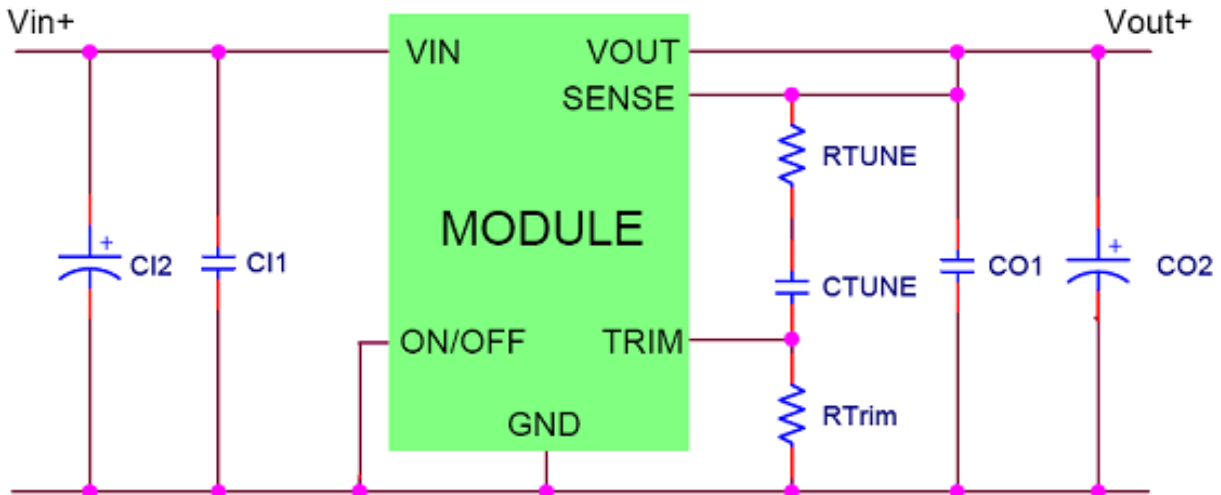 Vin+
Vout+
VIN
VOUT
SENSE
RTUNE
MODULE
CI2
CI1
CTUNE
CO1
CO2
ON/OFF
TRIM
RTrim
GND
+
+